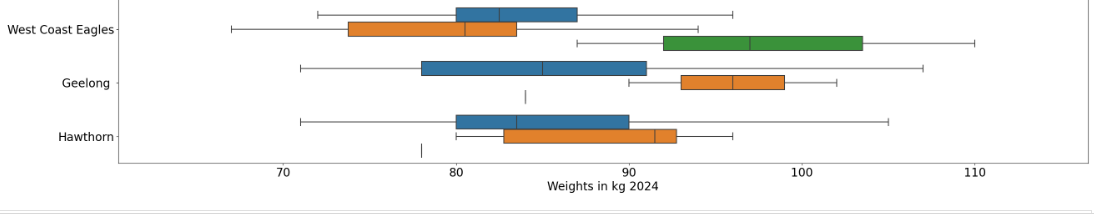 West Coast Eagles
Geelong
Hawthorn
70 80 90 100 110
Weights in kg 2024